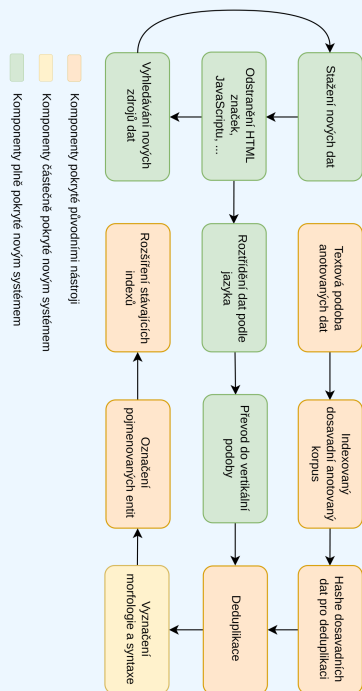 Stažení nových dat
Odstranění HTML
značek,
JavaScriptu, ...
Vyhledávání nových
zdrojů dat
Textová podoba
anotovaných dat
Roztřídění dat podle
jazyka
Rozšíření stávajících
indexů
Indexovaný
dosavadní anotovaný
korpus
Převod do vertikální
podoby
Označení
pojmenovaných entit
Hashe dosavadních
dat pro deduplikaci
Deduplikace
Vyznačení
morfologie a syntaxe
Komponenty pokryté původními nástroji
Komponenty částečně pokryté novým systémem
Komponenty plně pokryté novým systémem